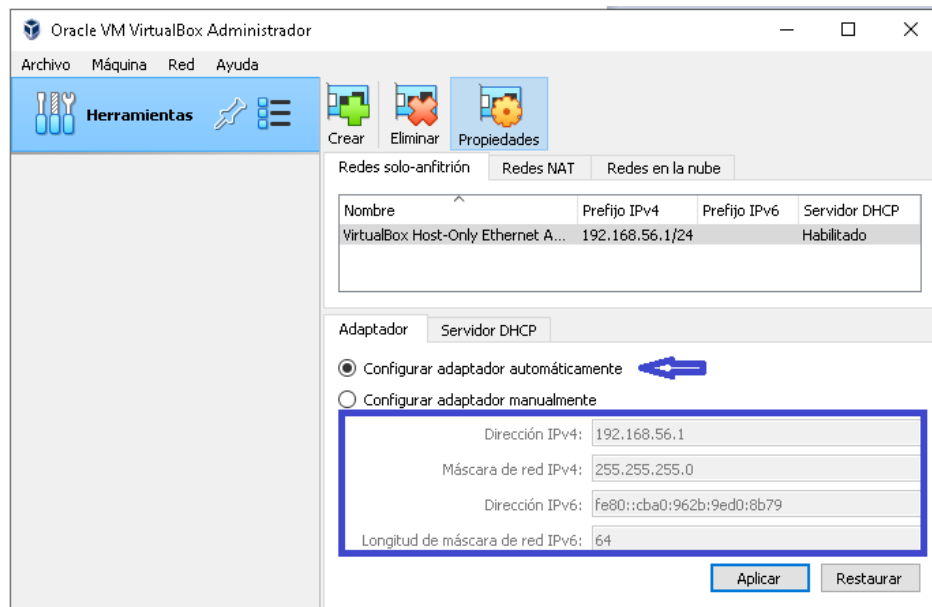 Oracle VM VirtualBox Administrador
Archivo Máquina Red Ayuda
Herramientas
Crear Eliminar Propiedades
Redes solo-anfitrión Redes NAT Redes en la nube
Nombre Prefijo IPv4 Prefijo IPv6 Servidor DHCP
VirtualBox Host-Only Ethernet A... 192.168.56.1/24 Habilitado
Adaptador Servidor DHCP
Configurar adaptador automáticamente
Configurar adaptador manualmente
Dirección IPv4: 192.168.56.1
Máscara de red IPv4: 255.255.255.0
Dirección IPv6: fe80::cba0:962b:9ed0:8b79
Longitud de máscara de red IPv6: 64
Aplicar Restaurar